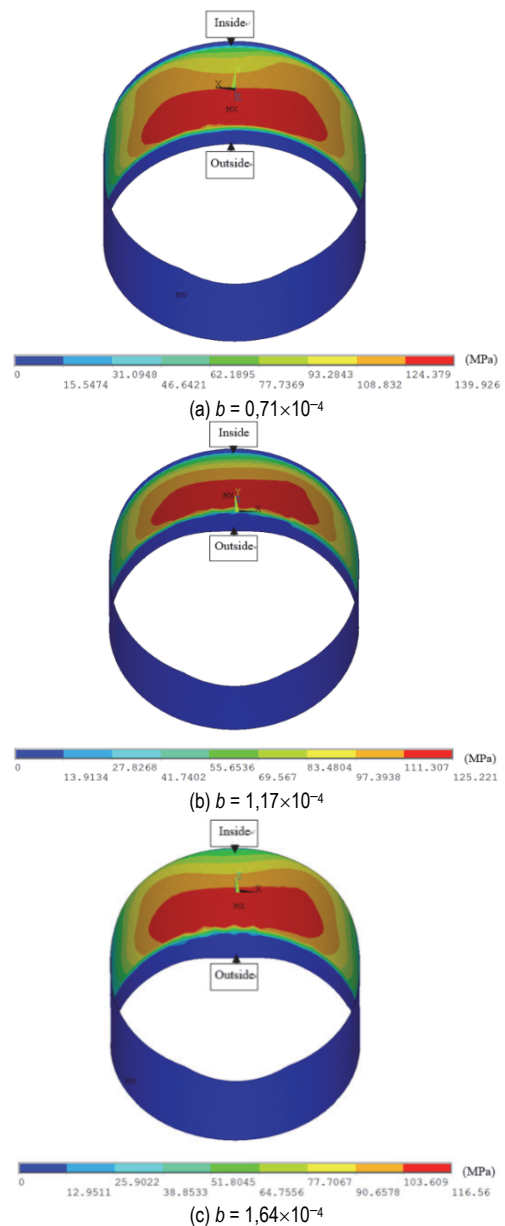 Inside
X
MX
Outside
MN
(MPa)
0 31.0948 62.1895 93.2843 124.379
15.5474 46.6421 77.7369 108.832 139.926
(a) b = 0,71×10−4
Inside
MX
X
Outside
(MPa)
0 27.8268 55.6536 83.4804 111.307
13.9134 41.7402 69.567 97.3938 125.221
(b) b = 1,17×10−4
Inside
X
MX
Outside
MN
(MPa)
0 25.9022 51.8045 77.7067 103.609
12.9511 38.8533 64.7556 90.6578 116.56
(c) b = 1,64×10−4